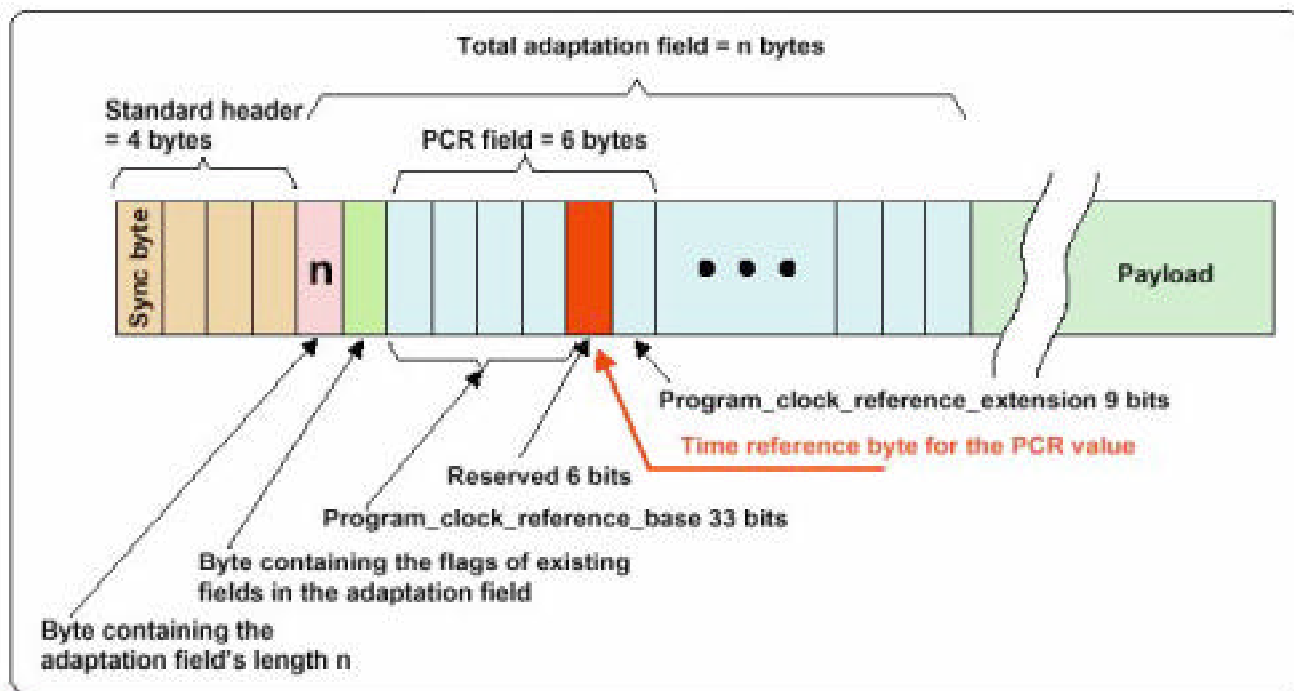 Total adaptation field = n bytes
Standard header
= 4 bytes
PCR field = 6 bytes
Sync byte
n
Payload
Program_clock_reference_extension 9 bits
Time reference byte for the PCR value
Reserved 6 bits
Program_clock_reference_base 33 bits
Byte containing the flags of existing
fields in the adaptation field
Byte containing the
adaptation field's length n